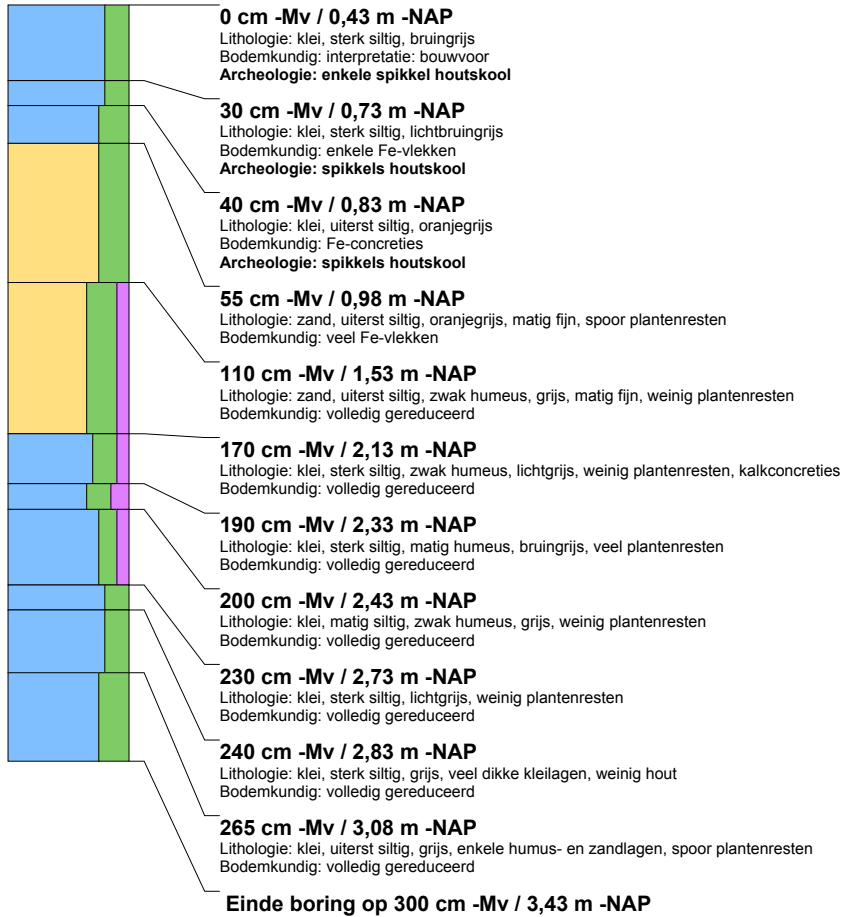 0 cm -Mv / 0,43 m -NAP
Lithologie: klei, sterk siltig, bruingrijs
Bodemkundig: interpretatie: bouwvoor
Archeologie: enkele spikkel houtskool
30 cm -Mv / 0,73 m -NAP
Lithologie: klei, sterk siltig, lichtbruingrijs
Bodemkundig: enkele Fe-vlekken
Archeologie: spikkels houtskool
40 cm -Mv / 0,83 m -NAP
Lithologie: klei, uiterst siltig, oranjegrijs
Bodemkundig: Fe-concreties
Archeologie: spikkels houtskool
55 cm -Mv / 0,98 m -NAP
Lithologie: zand, uiterst siltig, oranjegrijs, matig fijn, spoor plantenresten
Bodemkundig: veel Fe-vlekken
110 cm -Mv / 1,53 m -NAP
Lithologie: zand, uiterst siltig, zwak humeus, grijs, matig fijn, weinig plantenresten
Bodemkundig: volledig gereduceerd
170 cm -Mv / 2,13 m -NAP
Lithologie: klei, sterk siltig, zwak humeus, lichtgrijs, weinig plantenresten, kalkconcreties
Bodemkundig: volledig gereduceerd
190 cm -Mv / 2,33 m -NAP
Lithologie: klei, sterk siltig, matig humeus, bruingrijs, veel plantenresten
Bodemkundig: volledig gereduceerd
200 cm -Mv / 2,43 m -NAP
Lithologie: klei, matig siltig, zwak humeus, grijs, weinig plantenresten
Bodemkundig: volledig gereduceerd
230 cm -Mv / 2,73 m -NAP
Lithologie: klei, sterk siltig, lichtgrijs, weinig plantenresten
Bodemkundig: volledig gereduceerd
240 cm -Mv / 2,83 m -NAP
Lithologie: klei, sterk siltig, grijs, veel dikke kleilagen, weinig hout
Bodemkundig: volledig gereduceerd
265 cm -Mv / 3,08 m -NAP
Lithologie: klei, uiterst siltig, grijs, enkele humus- en zandlagen, spoor plantenresten
Bodemkundig: volledig gereduceerd
Einde boring op 300 cm -Mv / 3,43 m -NAP